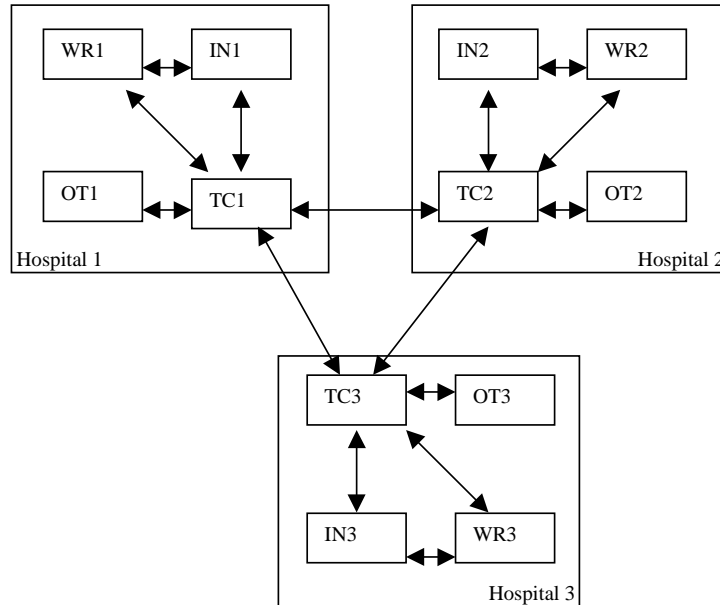 WR1
IN1
OT1
TC1
Hospital 1
IN2
WR2
TC2
OT2
Hospital 2
TC3
OT3
IN3
WR3
Hospital 3